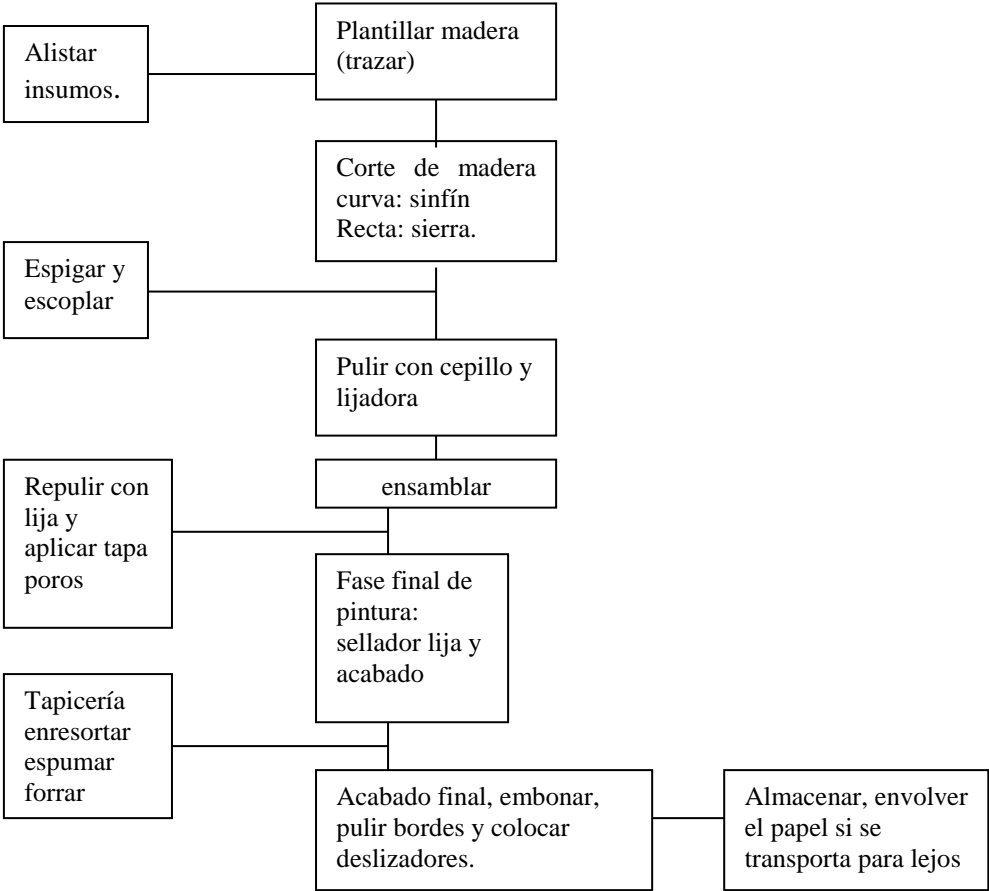 Plantillar madera
(trazar)
Alistar
insumos.
Corte de madera
curva: sinfín
Recta: sierra.
Espigar y
escoplar
Pulir con cepillo y
lijadora
ensamblar
Repulir con
lija y
aplicar tapa
poros
Fase final de
pintura:
sellador lija y
acabado
Tapicería
enresortar
espumar
forrar
Acabado final, embonar,
pulir bordes y colocar
deslizadores.
Almacenar, envolver
el papel si se
transporta para lejos